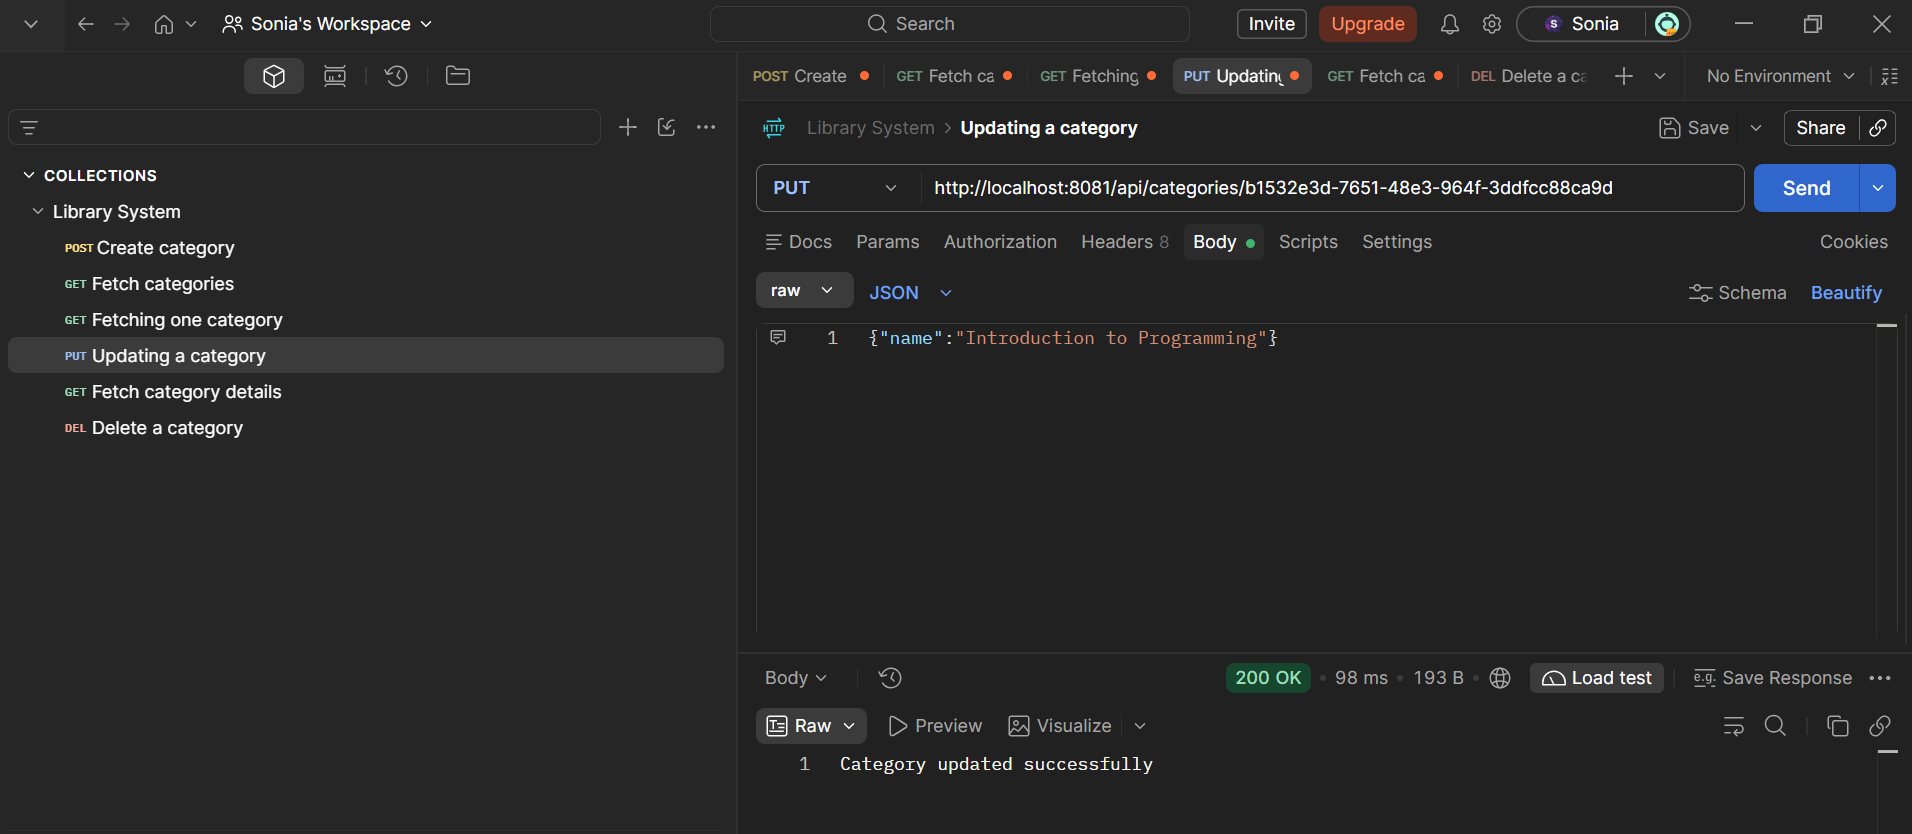 Sonia's Workspace
Search
Invite
Upgrade
S
Sonia
POST Create
GET Fetch ca
GET Fetching
PUT Updating
GET Fetch ca
DEL Delete a ca
No Environment
HTTP
Library System > Updating a category
Save
Share
COLLECTIONS
Library System
POST Create category
GET Fetch categories
GET Fetching one category
PUT Updating a category
GET Fetch category details
DEL Delete a category
PUT
http://localhost:8081/api/categories/b1532e3d-7651-48e3-964f-3ddfcc88ca9d
Send
Docs
Params
Authorization
Headers 8
Body
Scripts
Settings
Cookies
raw
JSON
Schema
Beautify
1 {"name":"Introduction to Programming"}
Body
200 OK • 98 ms • 193 B
Load test
e.g. Save Response
Raw
Preview
Visualize
1 Category updated successfully